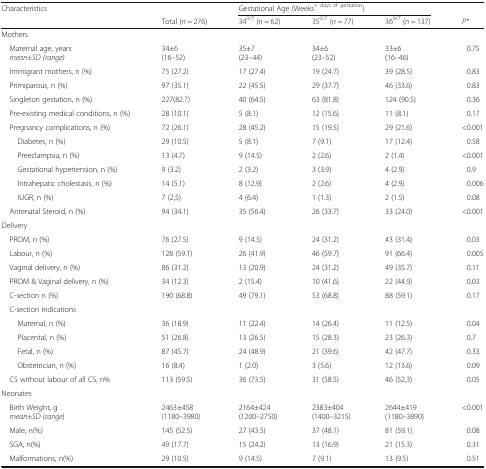 Characteristics Gestational Age (Weeks+ days of gestation)
Total (n = 276) 34 0/7 (n = 62) 35 0/7 (n = 77) 36 0/7 (n = 137) P*
Mothers
Maternal age, years 34±6 35±7 34±6 33±6 0.75
mean±SD (range) (16–52) (23–44) (23–52) (16–46)
Immigrant mothers, n (%) 75 (27.2) 17 (27.4) 19 (24.7) 39 (28.5) 0.83
Primiparous, n (%) 97 (35.1) 22 (45.5) 29 (37.7) 46 (33.6) 0.83
Singleton gestation, n (%) 227(82.7) 40 (64.5) 63 (81.8) 124 (90.5) 0.36
Pre-existing medical conditions, n (%) 28 (10.1) 5 (8.1) 12 (15.6) 11 (8.1) 0.17
Pregnancy complications, n (%) 72 (26.1) 28 (45.2) 15 (19.5) 29 (21.6) <0.001
Diabetes, n (%) 29 (10.5) 5 (8.1) 7 (9.1) 17 (12.4) 0.58
Preeclampsia, n (%) 13 (4.7) 9 (14.5) 2 (2.6) 2 (1.4) <0.001
Gestational hypertension, n (%) 9 (3.2) 2 (3.2) 3 (3.9) 4 (2.9) 0.9
Intrahepatic cholestasis, n (%) 14 (5.1) 8 (12.9) 2 (2.6) 4 (2.9) 0.006
IUGR, n (%) 7 (2,5) 4 (6.4) 1 (1.3) 2 (1.5) 0.08
Antenatal Steroid, n (%) 94 (34.1) 35 (56.4) 26 (33.7) 33 (24.0) <0.001
Delivery
PROM, n (%) 76 (27.5) 9 (14.5) 24 (31.2) 43 (31.4) 0.03
Labour, n (%) 128 (59.1) 26 (41.9) 46 (59.7) 91 (66.4) 0.005
Vaginal delivery, n (%) 86 (31.2) 13 (20.9) 24 (31.2) 49 (35.7) 0.11
PROM & Vaginal delivery, n (%) 34 (12.3) 2 (15.4) 10 (41.6) 22 (44.9) 0.03
C-section n (%) 190 (68.8) 49 (79.1) 53 (68.8) 88 (59.1) 0.17
C-section indications
Maternal, n (%) 36 (18.9) 11 (22.4) 14 (26.4) 11 (12.5) 0.04
Placental, n (%) 51 (26.8) 13 (26.5) 15 (28.3) 23 (26.3) 0.7
Fetal, n (%) 87 (45.7) 24 (48.9) 21 (39.6) 42 (47.7) 0.33
Obstetrician, n (%) 16 (8.4) 1 (2.0) 3 (5.6) 12 (13.6) 0.09
CS without labour of all CS, n% 113 (59.5) 36 (73.5) 31 (58.5) 46 (52,3) 0.05
Neonates
Birth Weight, g 2463±458 2164±424 2383±404 2644±419 <0.001
mean±SD (range) (1180–3980) (1200–2750) (1400–3215) (1180–3890)
Male, n(%) 145 (52.5) 27 (43.5) 37 (48.1) 81 (59.1) 0.08
SGA, n(%) 49 (17.7) 15 (24.2) 13 (16.9) 21 (15.3) 0.31
Malformations, n(%) 29 (10.5) 9 (14.5) 7 (9.1) 13 (9.5) 0.51